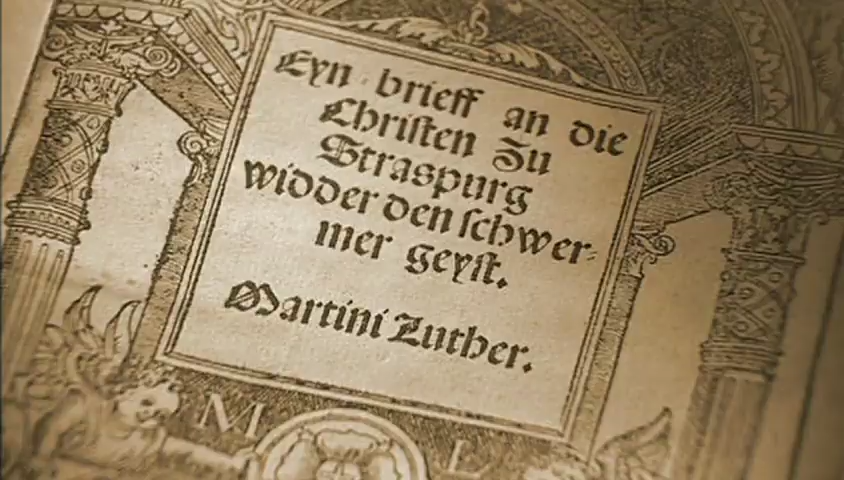 Eyn brieff an die
Chriſten Zu
Straspurg
widder den ſchwer-
mer geyſt.
Martini Luther.
M L